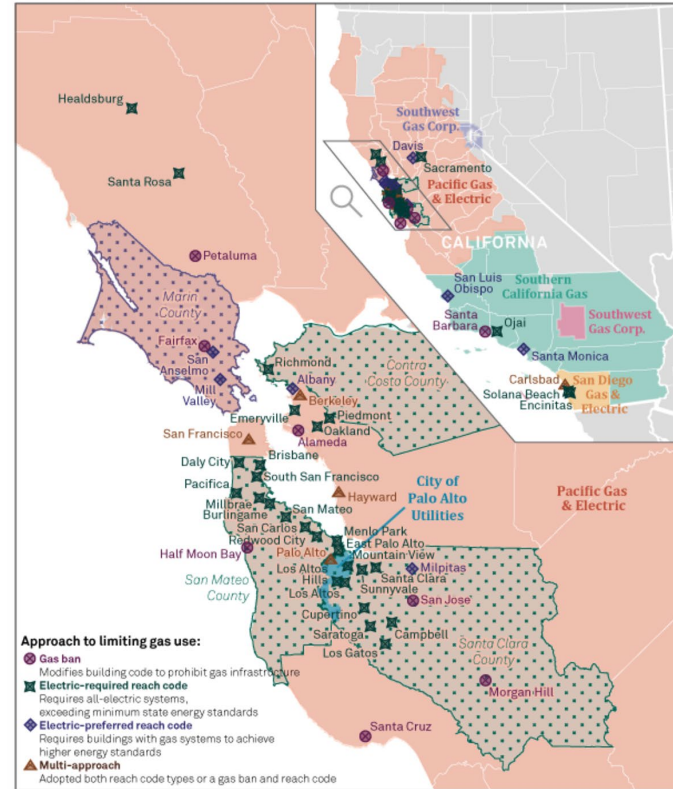 Healdsburg
Santa Rosa
Petaluma
Marin
County
Fairfax
San
Anselmo
Mill
Valley
Southwest
Gas Corp.
Davis
Sacramento
Pacific Gas
& Electric
CALIFORNIA
San Luis
Obispo
Southern
California Gas
Santa
Barbara
Ojai
Southwest
Gas Corp.
Santa Monica
Carlsbad
Solana Beach
Encinitas
San Diego
Gas &
Electric
Richmond
Contra
Costa County
Albany
Berkeley
Emeryville
Piedmont
Oakland
Alameda
San Francisco
Brisbane
Daly City
South San Francisco
Pacifica
Hayward
City of
Palo Alto
Utilities
Pacific Gas
& Electric
Millbrae
Burlingame
San Mateo
San Carlos
Redwood City
Menlo Park
East Palo Alto
Half Moon Bay
Palo Alto
Mountain View
San Mateo
County
Los Altos
Hills
Los Altos
Santa Clara
Sunnyvale
Milpitas
San Jose
Cupertino
Saratoga
Campbell
Los Gatos
Santa Clara
County
Morgan Hill
Santa Cruz
Approach to limiting gas use:
Gas ban
Modifies building code to prohibit gas infrastructure
Electric-required reach code
Requires all-electric systems,
exceeding minimum state energy standards
Electric-preferred reach code
Requires buildings with gas systems to achieve
higher energy standards
Multi-approach
Adopted both reach code types or a gas ban and reach code